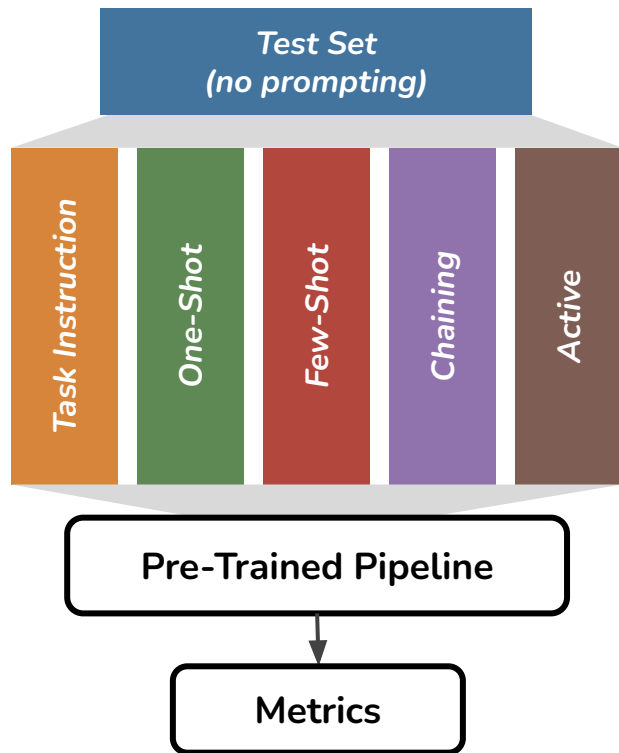 Test Set
(no prompting)
Task Instruction
One-Shot
Few-Shot
Chaining
Active
Pre-Trained Pipeline
Metrics